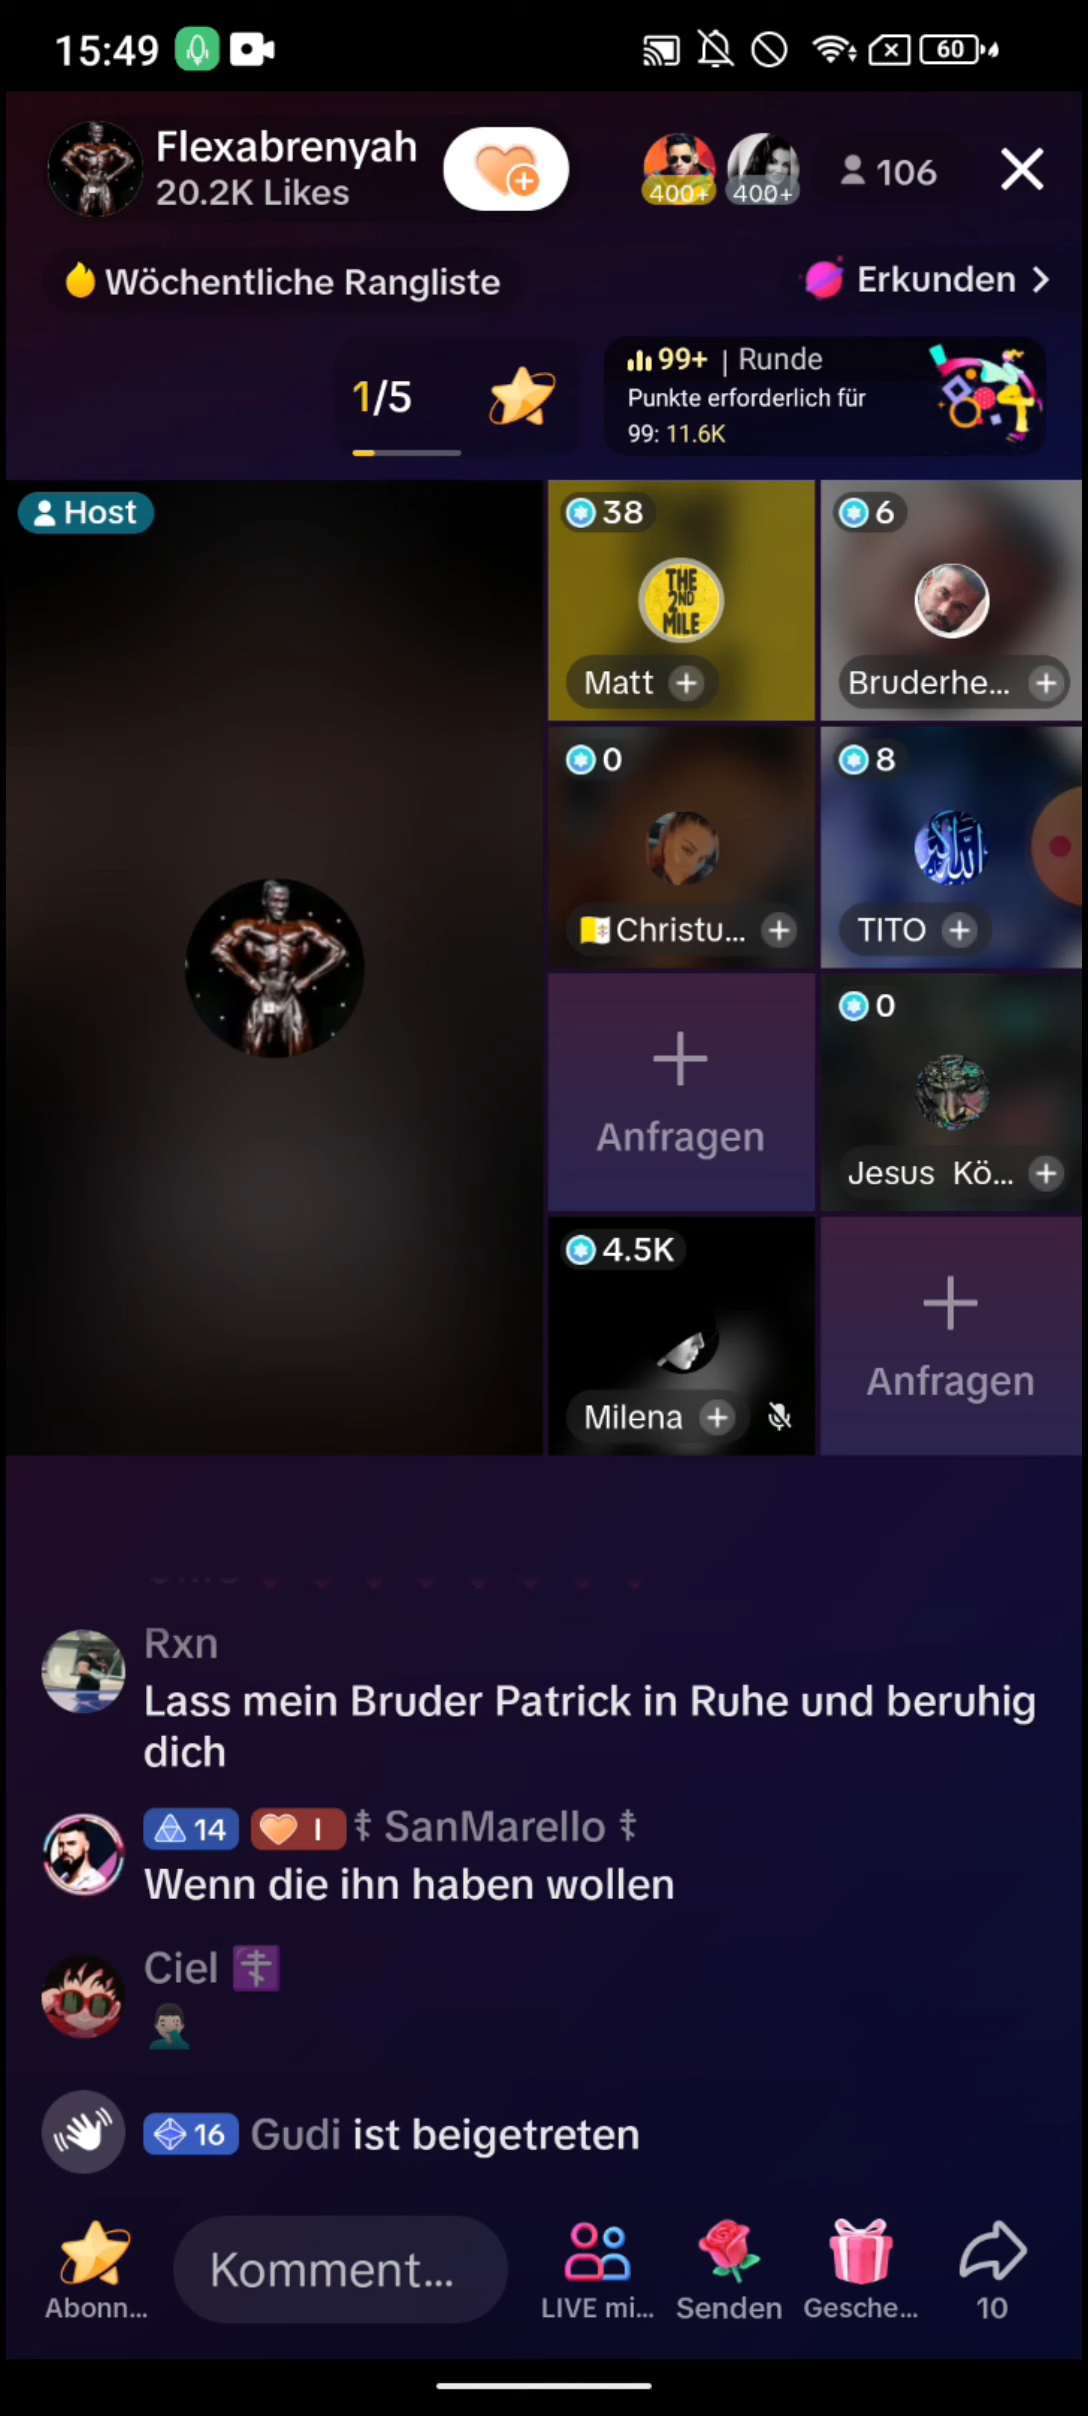 15:49
60
Flexabrenyah
20.2K Likes
400+
400+
106
Wöchentliche Rangliste
Erkunden
1/5
99+ | Runde
Punkte erforderlich für
99: 11.6K
Host
38
THE
2ND
MILE
Matt
6
Bruderhe...
0
Christu...
8
TITO
Anfragen
0
Jesus Kö...
4.5K
Milena
Anfragen
Rxn
Lass mein Bruder Patrick in Ruhe und beruhig
dich
14 I ☨ SanMarello ☨
Wenn die ihn haben wollen
Ciel ☦
🤦🏻‍♂️
16 Gudi ist beigetreten
Komment...
Abonn...
LIVE mi...
Senden
Gesche...
10